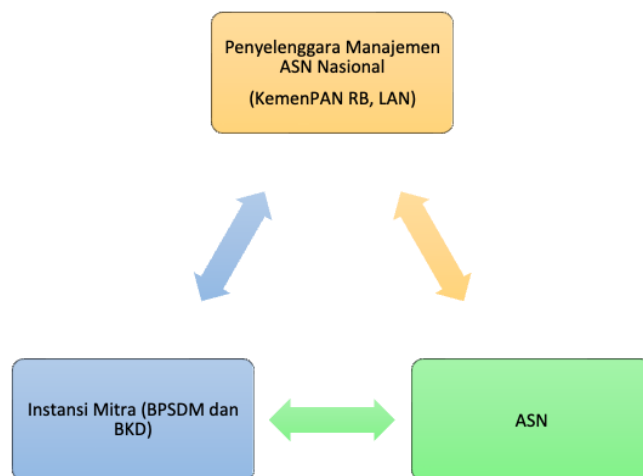 Penyelenggara Manajemen
ASN Nasional
(KemenPAN RB, LAN)
Instansi Mitra (BPSDM dan
BKD)
ASN